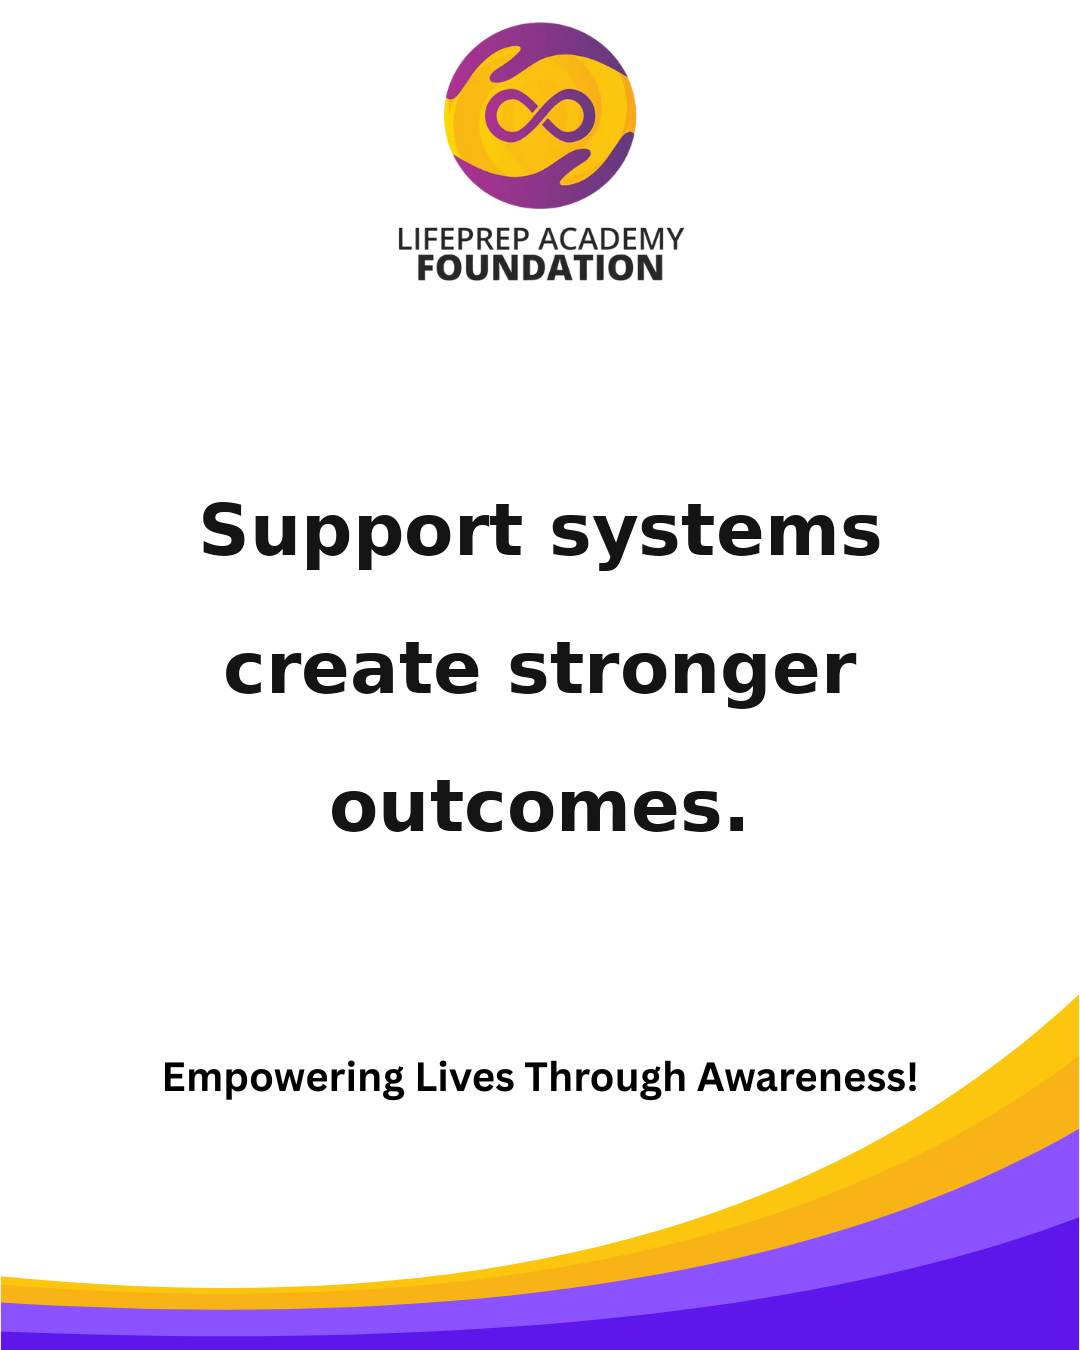 LIFEPREP ACADEMY
FOUNDATION
Support systems
create stronger
outcomes.
Empowering Lives Through Awareness!